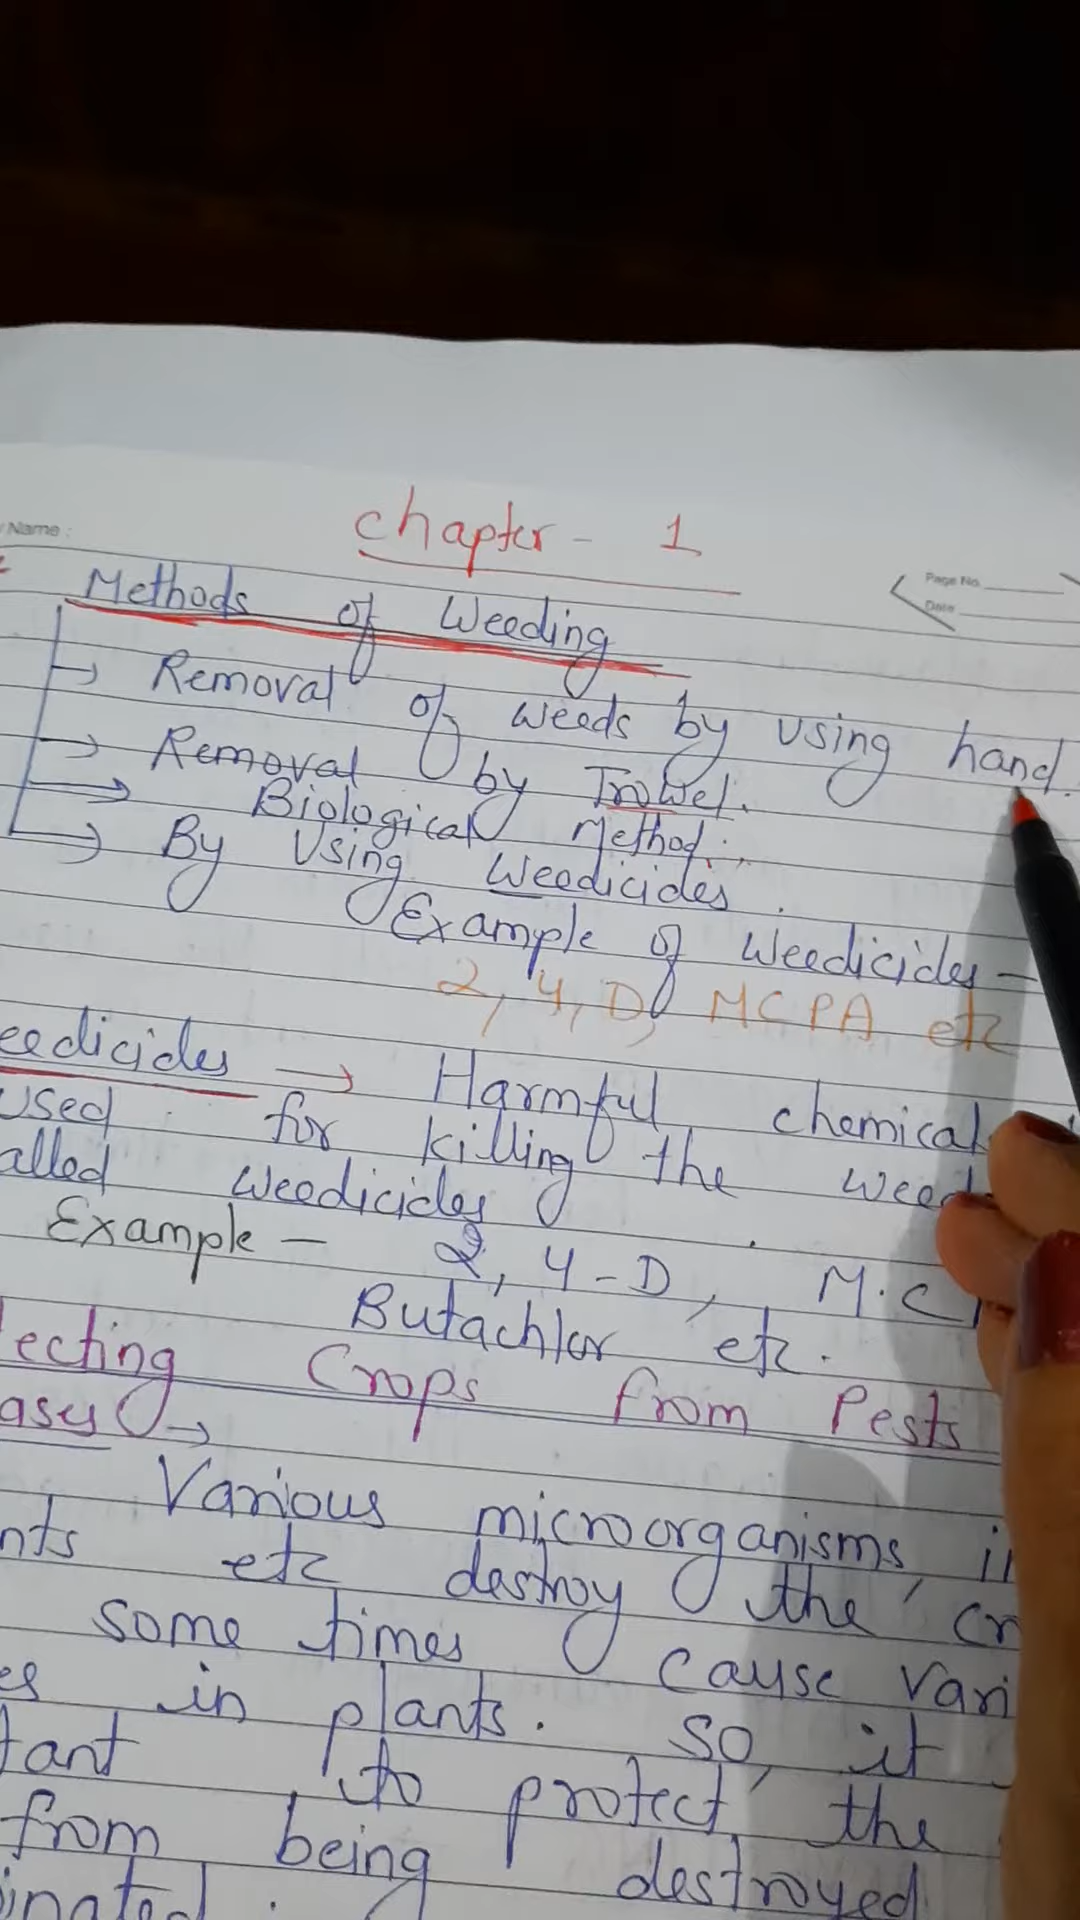 Name :
Chapter - 1
Page No.
Date
Methods of Weeding
→ Removal of weeds by using hand.
→ Removal by Trowel.
→ Biological Method.
→ By Using Weedicides.
Example of Weedicides -
2, 4, D, MCPA etc
eedicides → Harmful chemical
used for killing the weed
alled weedicides.
Example - 2, 4-D, M.C
Butachlor etc.
ecting Crops from Pests
ases →
Various microorganisms, i
nts etc destroy the cr
some times cause vari
es in plants. So, it
tant to protect the
from being destroyed
inated.